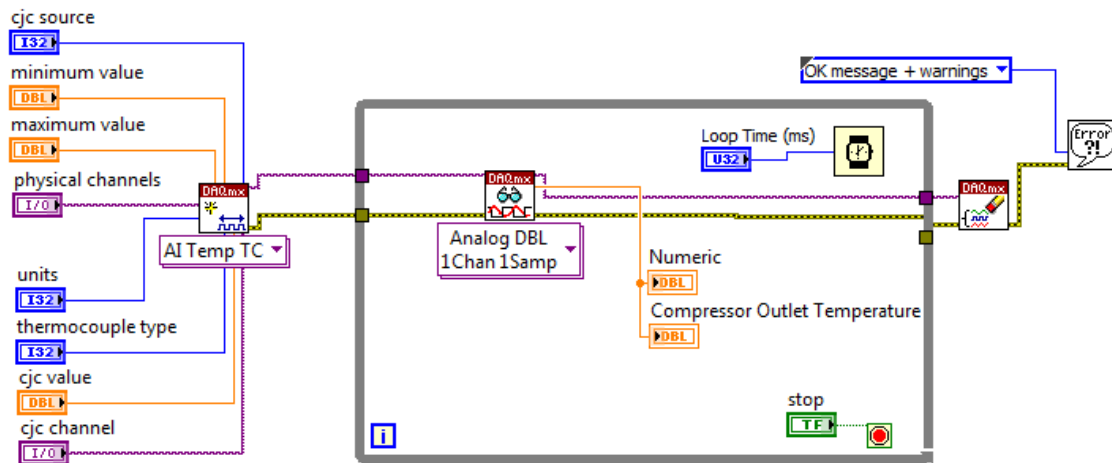 cjc source
I32
minimum value
DBL
maximum value
DBL
physical channels
I/O
DAQmx
AI Temp TC
units
I32
thermocouple type
I32
cjc value
DBL
cjc channel
I/O
DAQmx
Analog DBL
1Chan 1Samp
Loop Time (ms)
U32
Numeric
DBL
Compressor Outlet Temperature
DBL
stop
TF
i
OK message + warnings
DAQmx
Error
?!